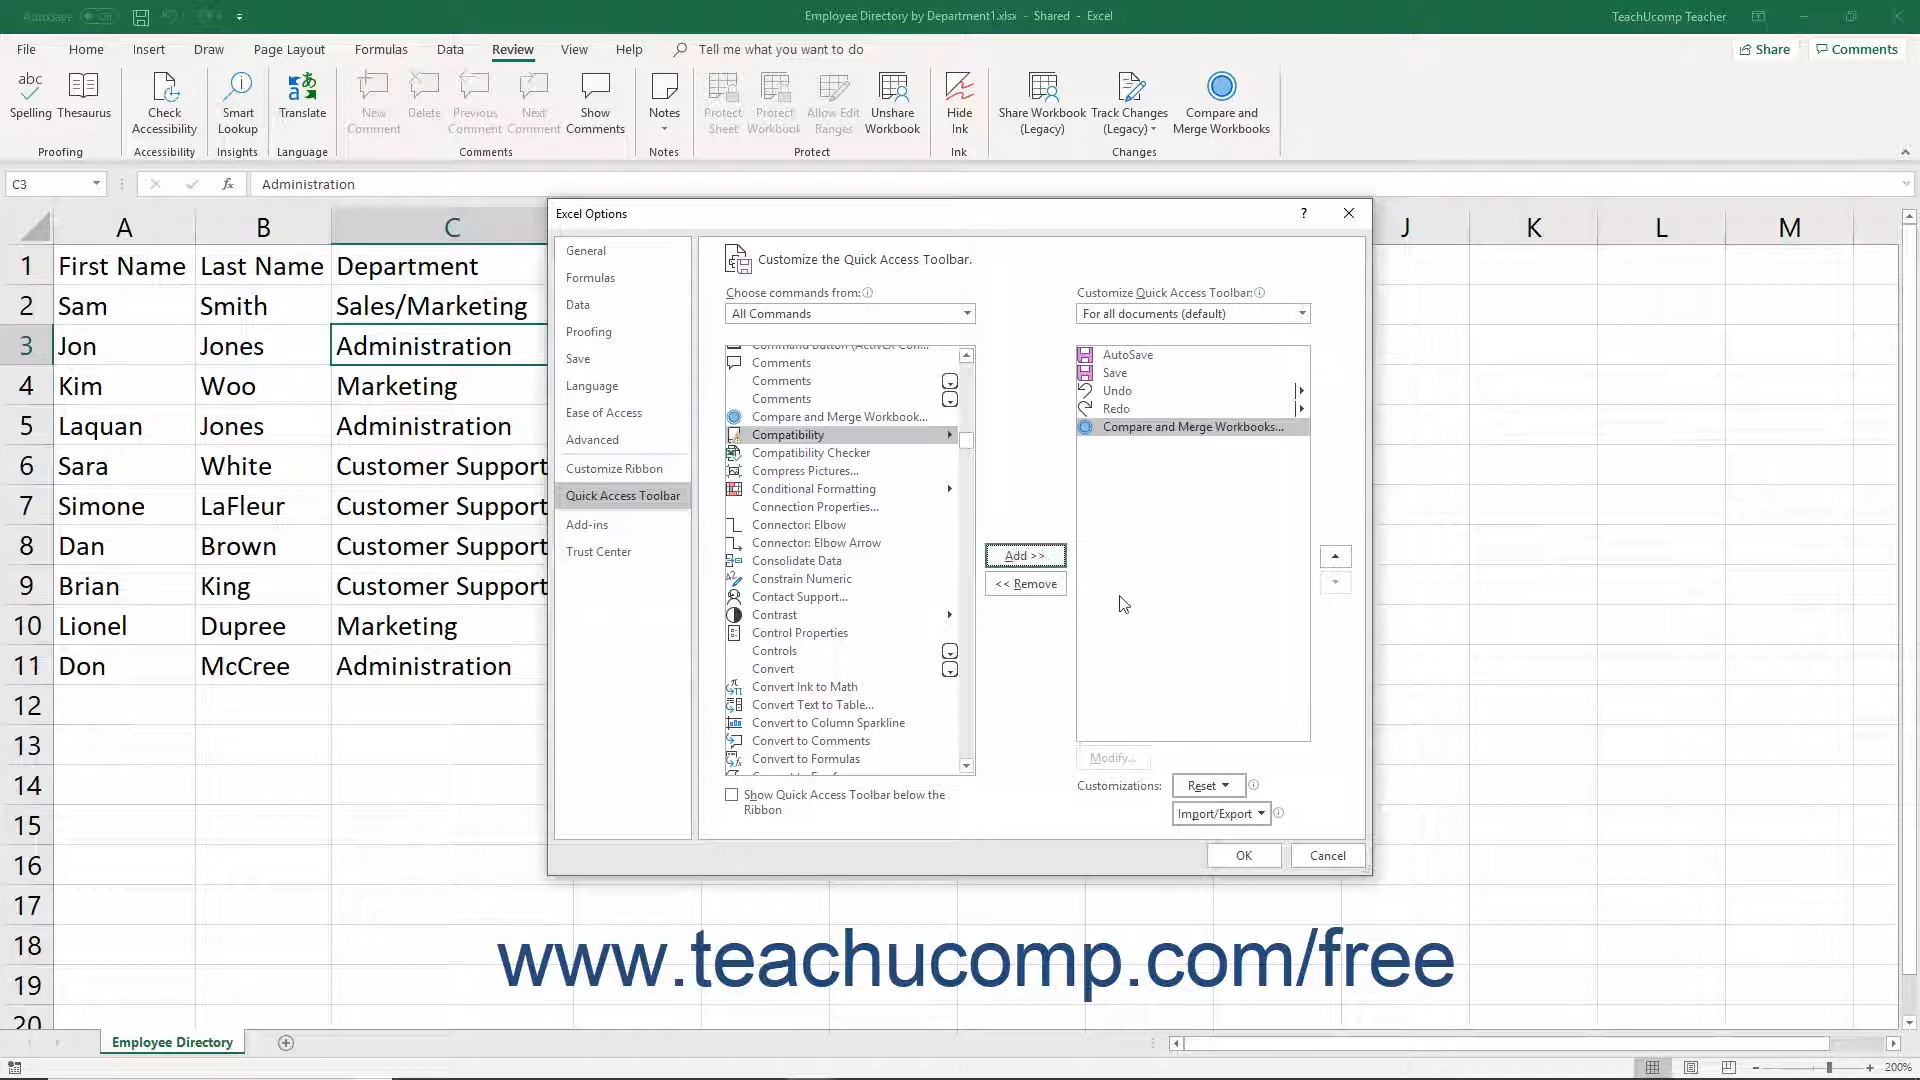 AutoSave Off
Employee Directory by Department1.xlsx - Shared - Excel
TeachUcomp Teacher
File Home Insert Draw Page Layout Formulas Data Review View Help Tell me what you want to do Share Comments
abc
Spelling Thesaurus
Check Accessibility
Smart Lookup
Translate
New Comment
Delete
Previous Comment
Next Comment
Show Comments
Notes
Protect Sheet
Protect Workbook
Allow Edit Ranges
Unshare Workbook
Hide Ink
Share Workbook (Legacy)
Track Changes (Legacy)
Compare and Merge Workbooks
Proofing Accessibility Insights Language Comments Notes Protect Ink Changes
C3 fx Administration
A B C J K L M
1 First Name Last Name Department
2 Sam Smith Sales/Marketing
3 Jon Jones Administration
4 Kim Woo Marketing
5 Laquan Jones Administration
6 Sara White Customer Support
7 Simone LaFleur Customer Support
8 Dan Brown Customer Support
9 Brian King Customer Support
10 Lionel Dupree Marketing
11 Don McCree Administration
12
13
14
15
16
17
18
19
20
Excel Options ?
General
Formulas
Data
Proofing
Save
Language
Ease of Access
Advanced
Customize Ribbon
Quick Access Toolbar
Add-ins
Trust Center
Customize the Quick Access Toolbar.
Choose commands from:
All Commands
Command Button (ActiveX Con...
Comments
Comments
Comments
Compare and Merge Workbook...
Compatibility
Compatibility Checker
Compress Pictures...
Conditional Formatting
Connection Properties...
Connector: Elbow
Connector: Elbow Arrow
Consolidate Data
Constrain Numeric
Contact Support...
Contrast
Control Properties
Controls
Convert
Convert Ink to Math
Convert Text to Table...
Convert to Column Sparkline
Convert to Comments
Convert to Formulas
Show Quick Access Toolbar below the
Ribbon
Add >>
<< Remove
Customize Quick Access Toolbar:
For all documents (default)
AutoSave
Save
Undo
Redo
Compare and Merge Workbooks...
Modify...
Customizations: Reset
Import/Export
OK Cancel
www.teachucomp.com/free
Employee Directory
200%